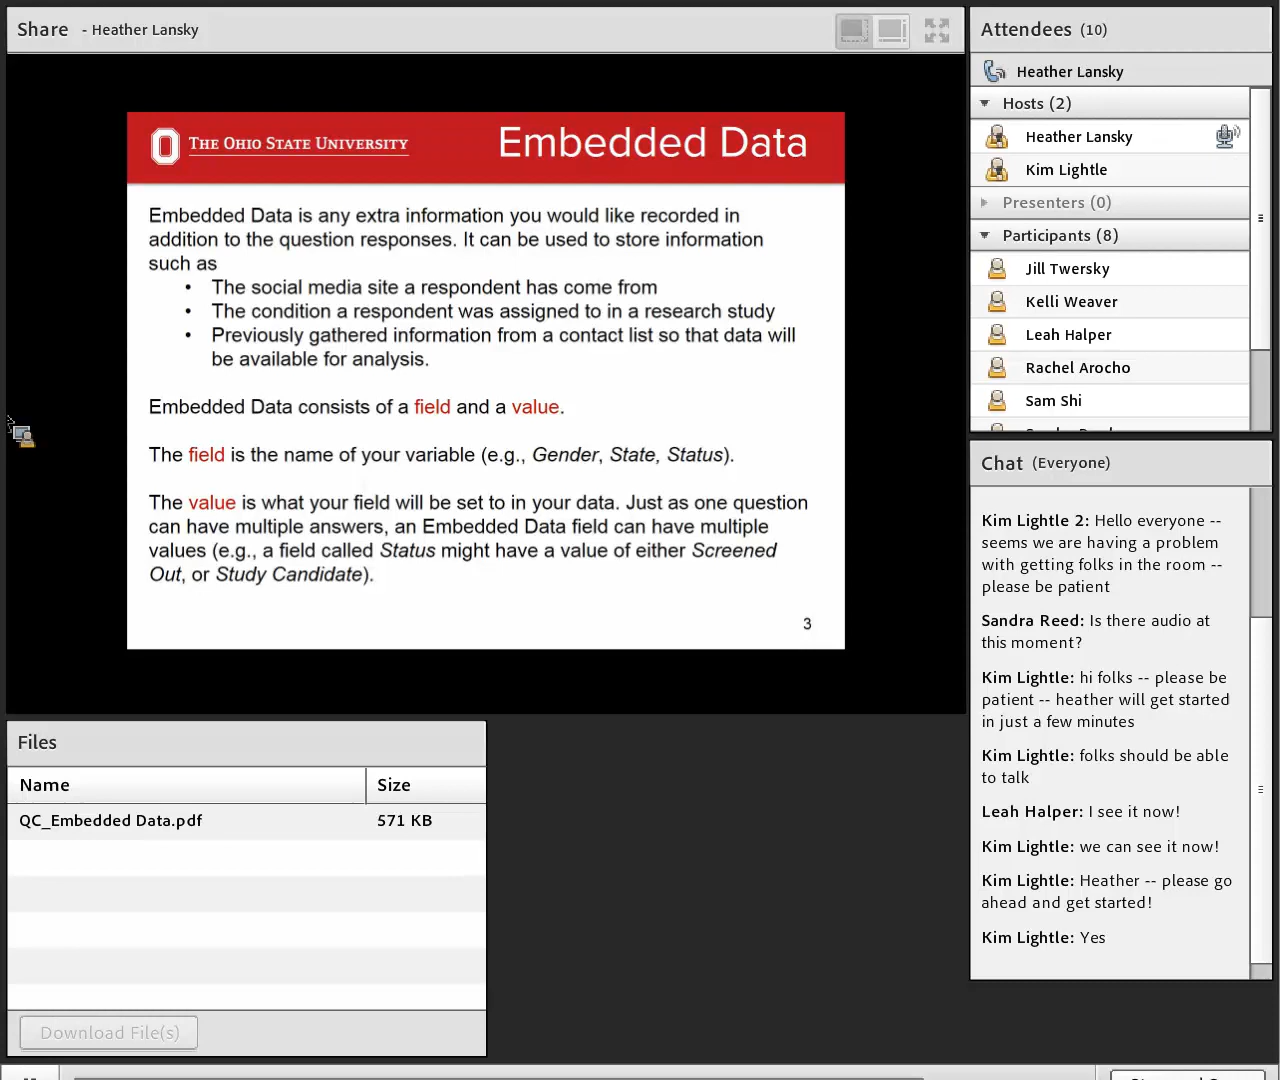 Share - Heather Lansky
THE OHIO STATE UNIVERSITY
Embedded Data
Embedded Data is any extra information you would like recorded in
addition to the question responses. It can be used to store information
such as
• The social media site a respondent has come from
• The condition a respondent was assigned to in a research study
• Previously gathered information from a contact list so that data will
be available for analysis.
Embedded Data consists of a field and a value.
The field is the name of your variable (e.g., Gender, State, Status).
The value is what your field will be set to in your data. Just as one question
can have multiple answers, an Embedded Data field can have multiple
values (e.g., a field called Status might have a value of either Screened
Out, or Study Candidate).
3
Files
Name Size
QC_Embedded Data.pdf 571 KB
Download File(s)
Attendees (10)
Heather Lansky
Hosts (2)
Heather Lansky
Kim Lightle
Presenters (0)
Participants (8)
Jill Twersky
Kelli Weaver
Leah Halper
Rachel Arocho
Sam Shi
Chat (Everyone)
Kim Lightle 2: Hello everyone --
seems we are having a problem
with getting folks in the room --
please be patient
Sandra Reed: Is there audio at
this moment?
Kim Lightle: hi folks -- please be
patient -- heather will get started
in just a few minutes
Kim Lightle: folks should be able
to talk
Leah Halper: I see it now!
Kim Lightle: we can see it now!
Kim Lightle: Heather -- please go
ahead and get started!
Kim Lightle: Yes